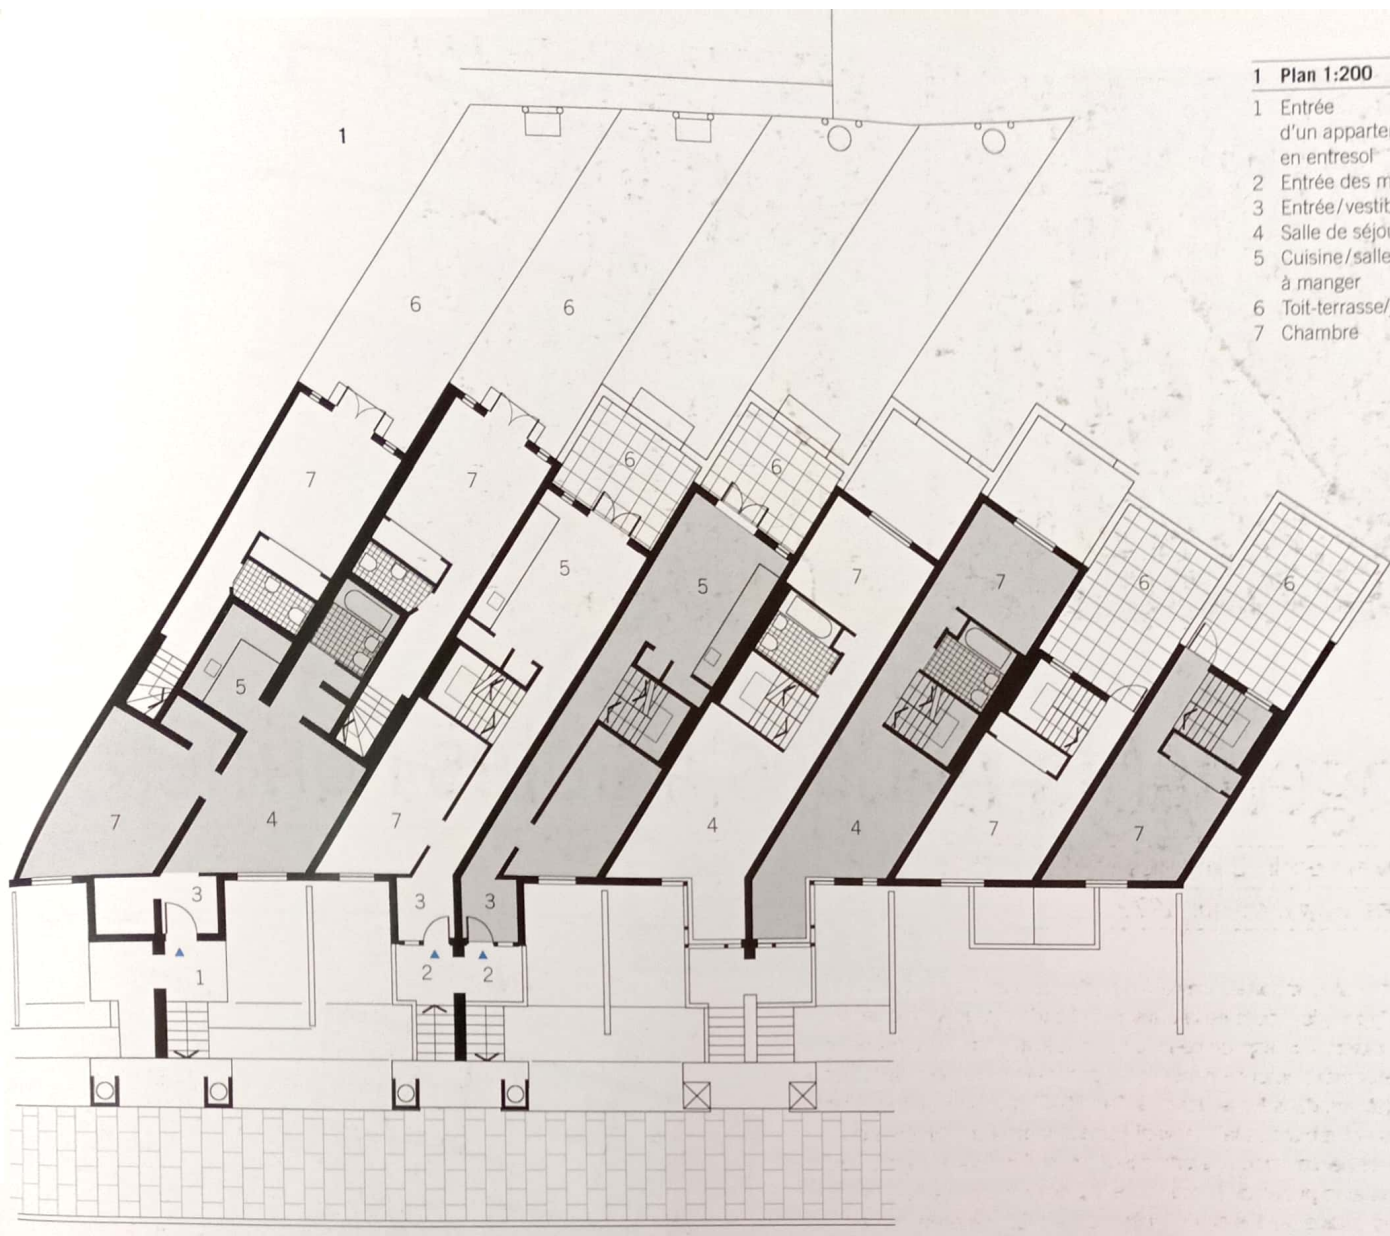 1 Plan 1:200
1 Entrée
d'un apparte
en entresol
2 Entrée des m
3 Entrée/vestib
4 Salle de séjou
5 Cuisine/salle
à manger
6 Toit-terrasse/
7 Chambre
1
6 6
6 6
7 7
5 5 7 7 6 6
5
7 4 7 4 4 7 7
3 3 3
1 2 2